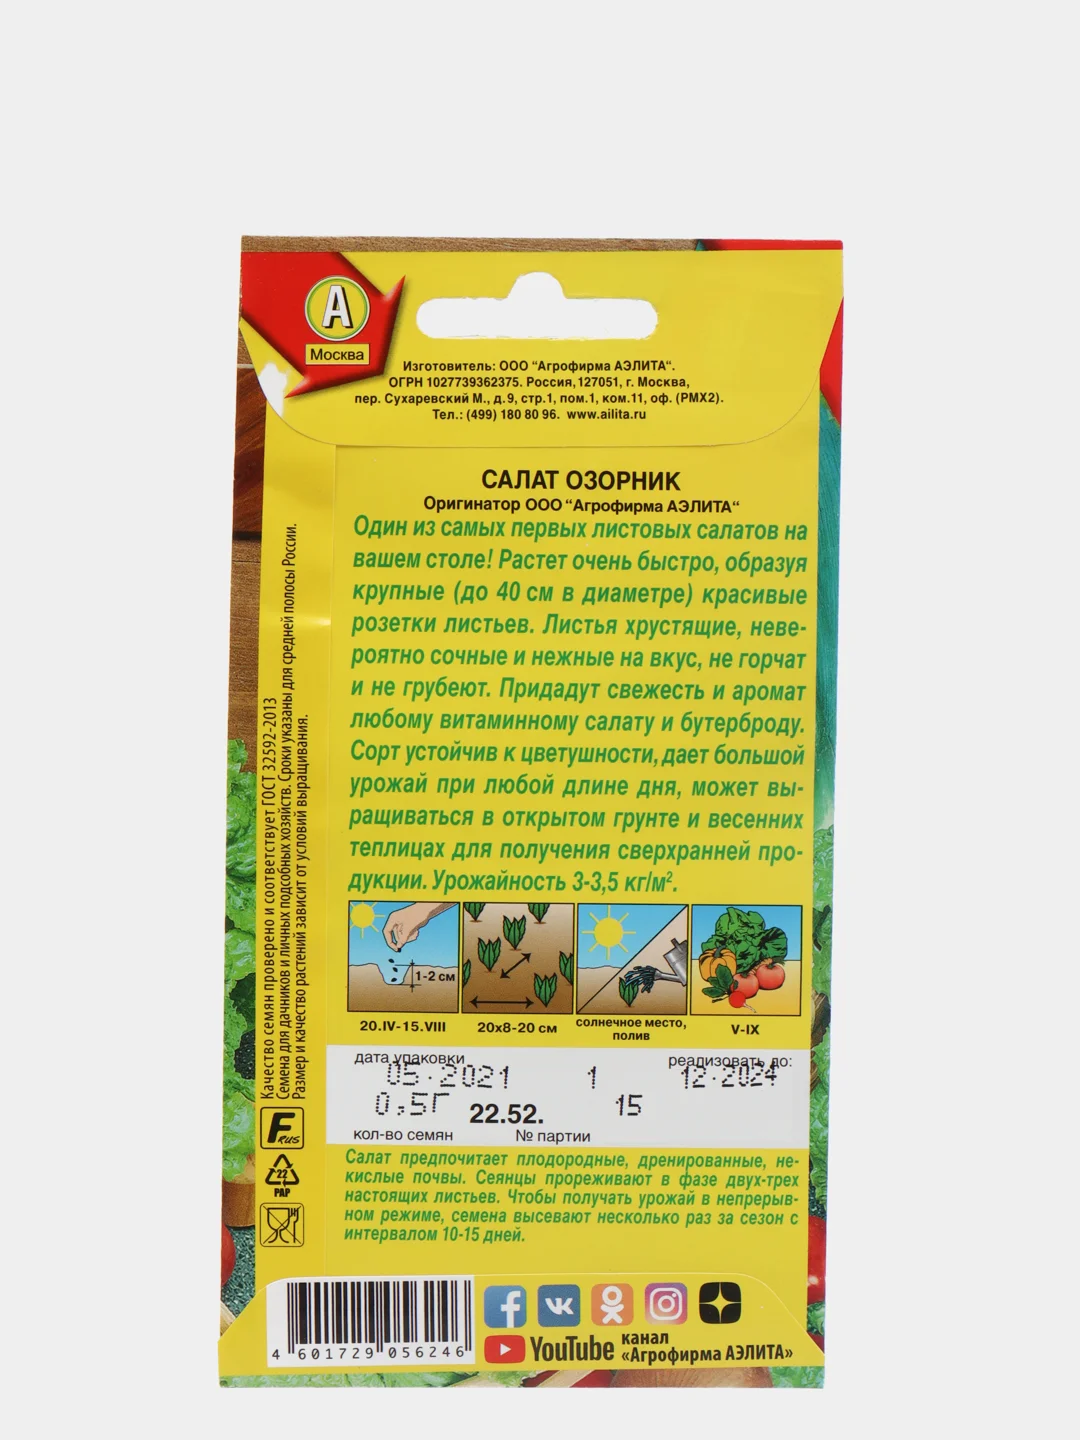 А
Москва
Изготовитель: ООО “Агрофирма АЭЛИТА“.
ОГРН 1027739362375. Россия, 127051, г. Москва,
пер. Сухаревский М., д.9, стр.1, пом.1, ком.11, оф. (РМХ2).
Тел.: (499) 180 80 96. www.ailita.ru
САЛАТ ОЗОРНИК
Оригинатор ООО “Агрофирма АЭЛИТА“
Один из самых первых листовых салатов на
вашем столе! Растет очень быстро, образуя
крупные (до 40 см в диаметре) красивые
розетки листьев. Листья хрустящие, неве-
роятно сочные и нежные на вкус, не горчат
и не грубеют. Придадут свежесть и аромат
любому витаминному салату и бутерброду.
Сорт устойчив к цветушности, дает большой
урожай при любой длине дня, может вы-
ращиваться в открытом грунте и весенних
теплицах для получения сверхранней про-
дукции. Урожайность 3-3,5 кг/м².
1-2 см
20.IV-15.VIII
20х8-20 см
солнечное место,
полив
V-IX
дата упаковки
реализовать до:
05.2021 1 12.2024
0,5Г 22.52. 15
кол-во семян № партии
Салат предпочитает плодородные, дренированные, не-
кислые почвы. Сеянцы прореживают в фазе двух-трех
настоящих листьев. Чтобы получать урожай в непрерыв-
ном режиме, семена высевают несколько раз за сезон с
интервалом 10-15 дней.
Качество семян проверено и соответствует ГОСТ 32592-2013
Семена для дачников и личных подсобных хозяйств. Сроки указаны для средней полосы России.
Размер и качество растений зависит от условий выращивания.
F RUS
22
PAP
4 601729 056246
YouTube канал
«Агрофирма АЭЛИТА»